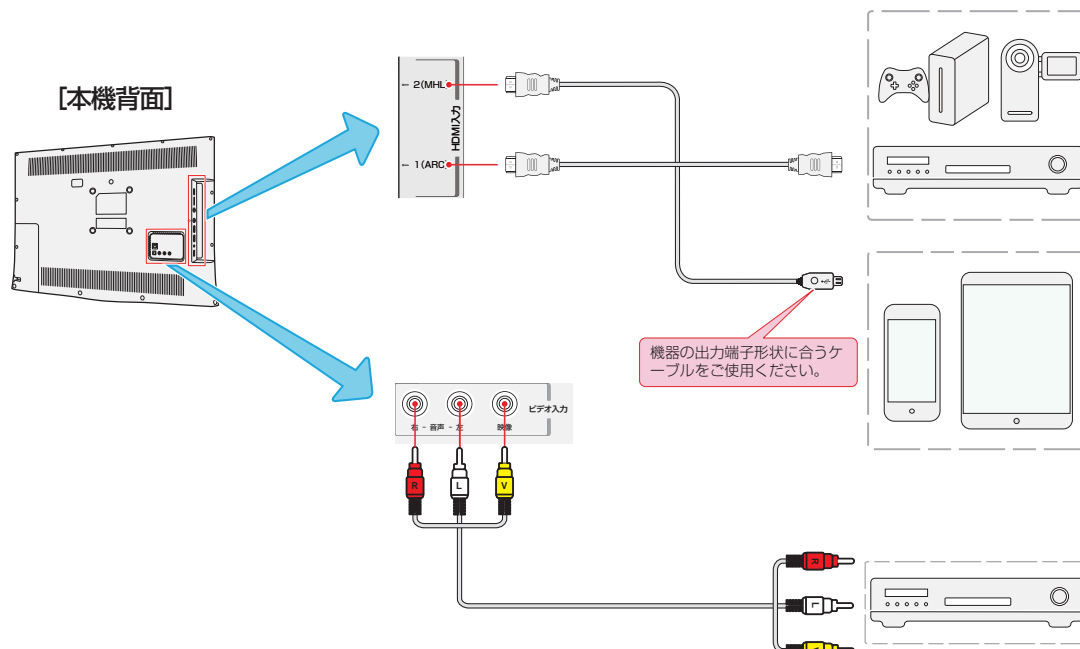 [本機背面]
2(MHL)
HDMI入力
1(ARC)
機器の出力端子形状に合うケ
ーブルをご使用ください。
ビデオ入力
右 - 音声 - 左 映像
R L V
R
L
V